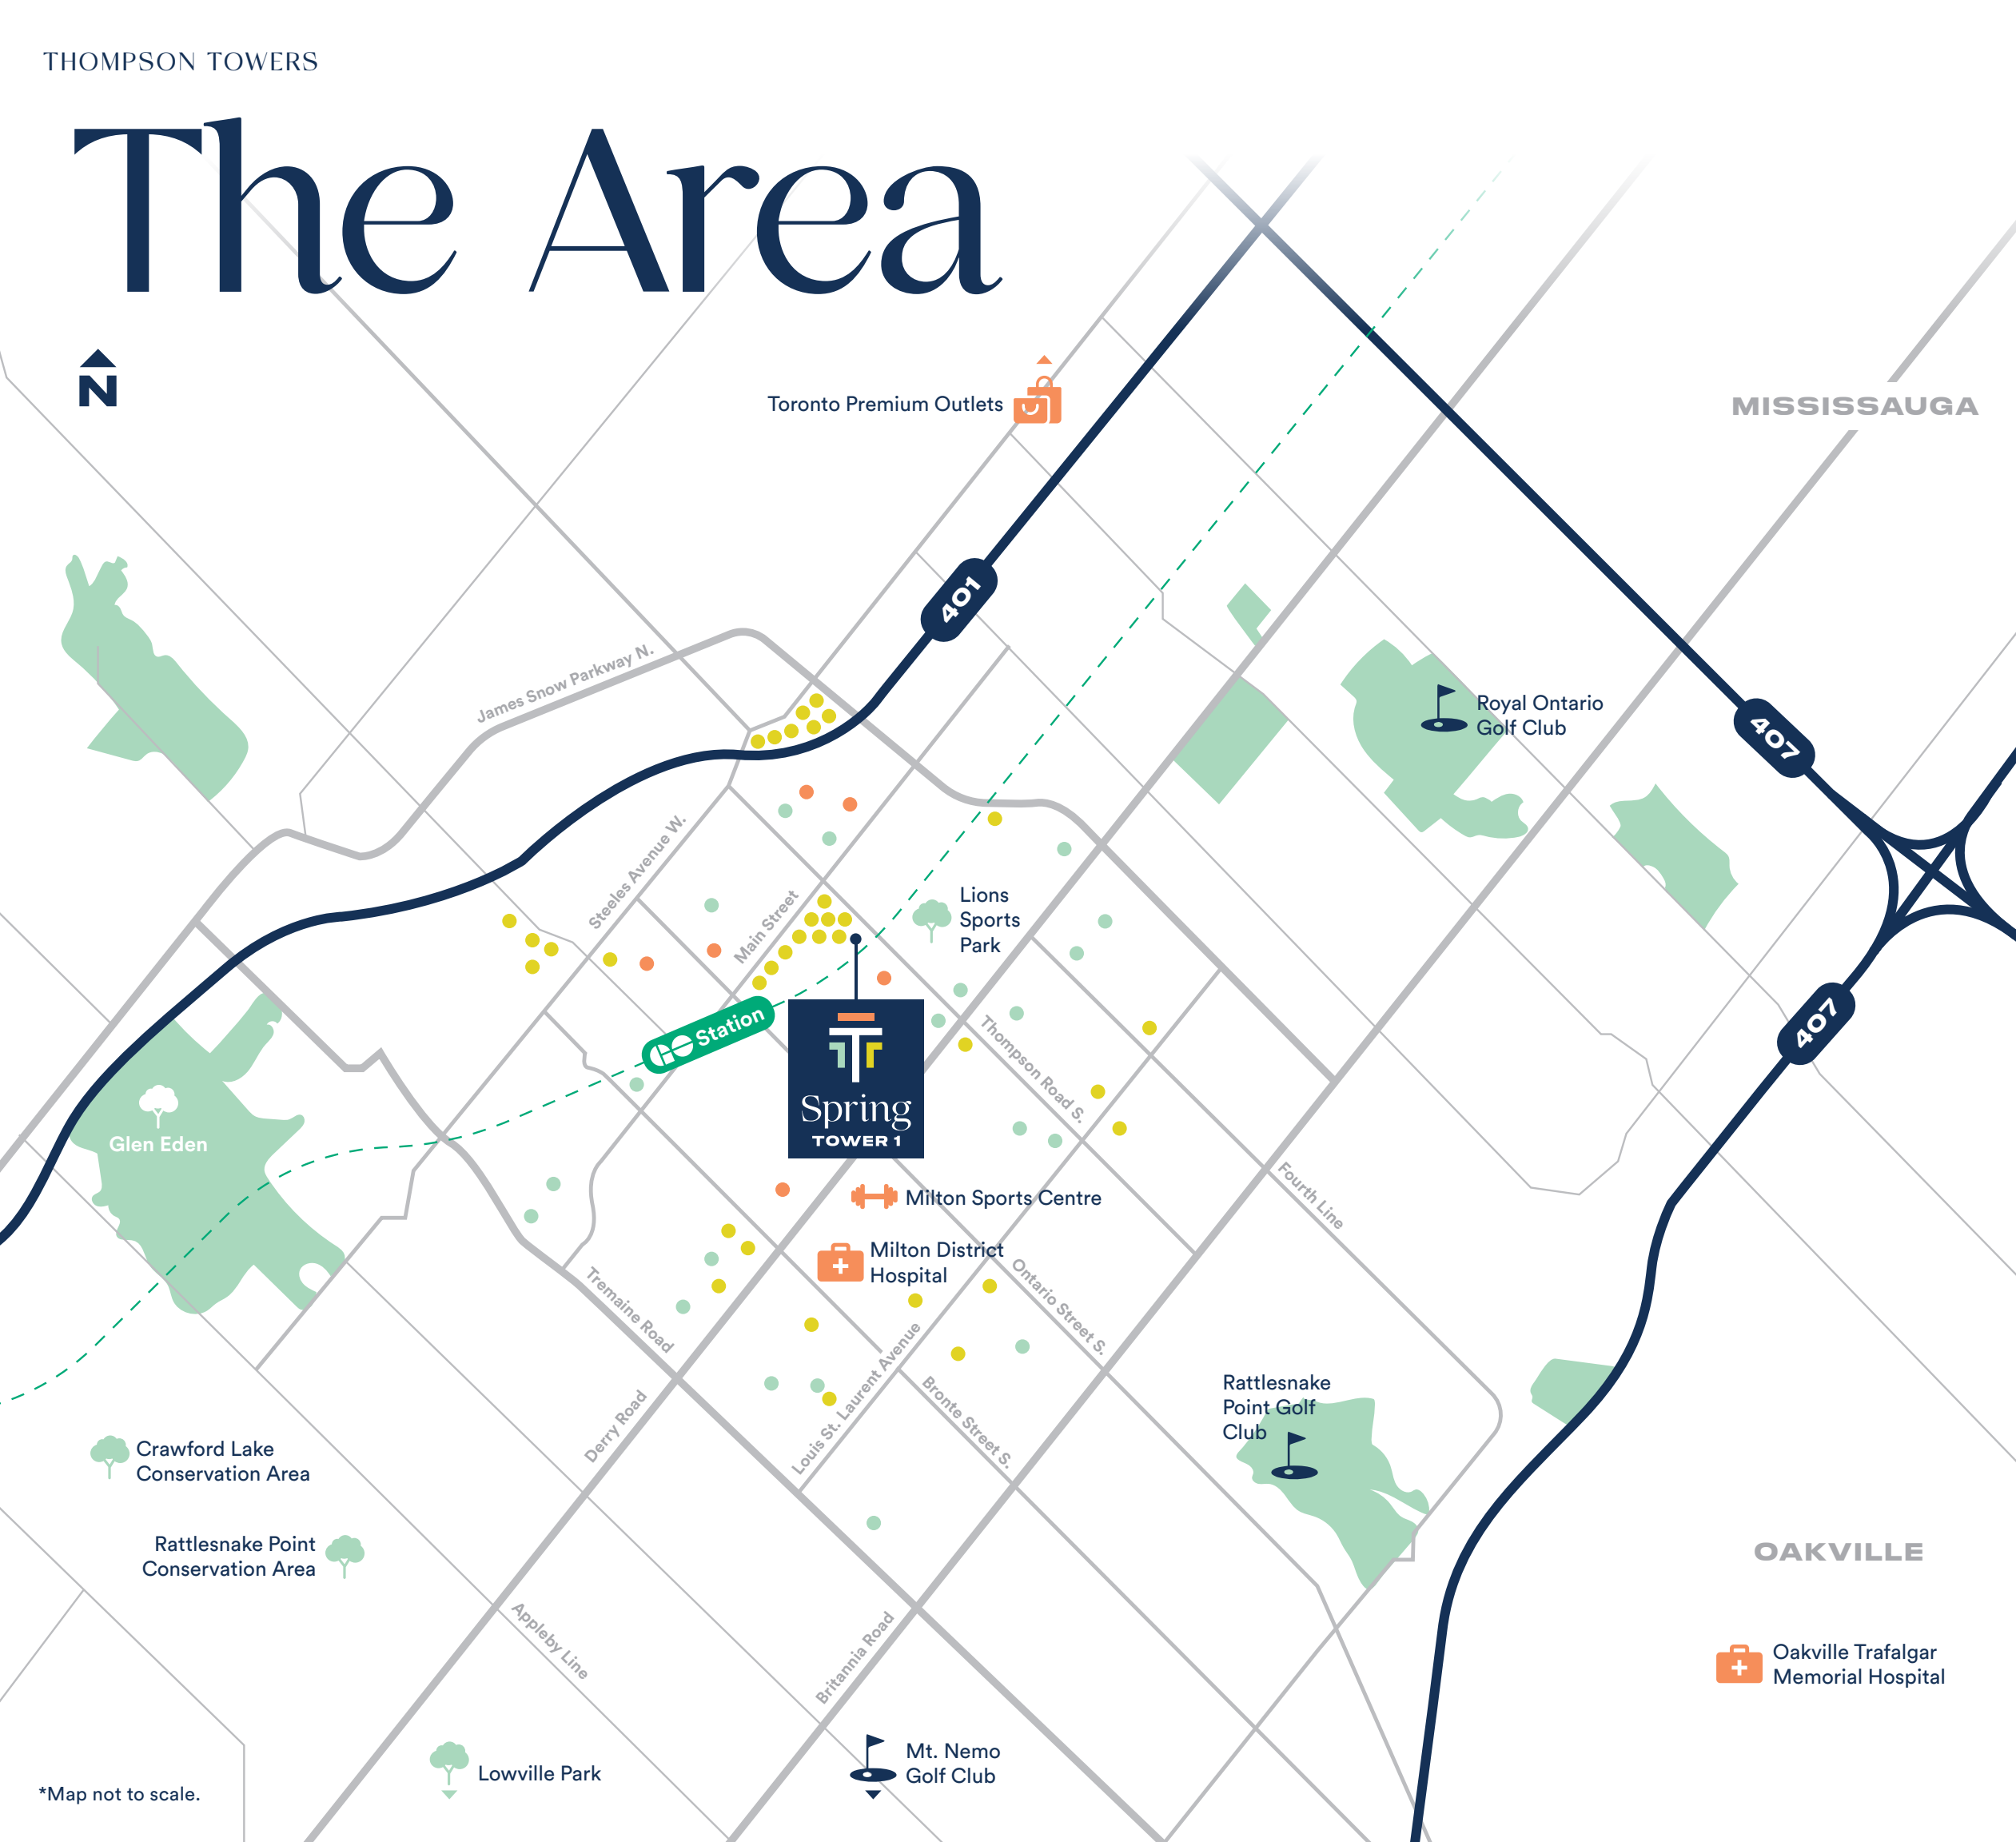 THOMPSON TOWERS
The Area
N
Toronto Premium Outlets
MISSISSAUGA
401
James Snow Parkway N.
Royal Ontario
Golf Club
407
Steeles Avenue W.
Main Street
Lions
Sports
Park
GO Station
407
Thompson Road S.
Spring
TOWER 1
Glen Eden
Milton Sports Centre
Fourth Line
Milton District
Hospital
Tremaine Road
Ontario Street S.
Louis St. Laurent Avenue
Bronte Street S.
Derry Road
Rattlesnake
Point Golf
Club
Crawford Lake
Conservation Area
Rattlesnake Point
Conservation Area
OAKVILLE
Appleby Line
Britannia Road
Oakville Trafalgar
Memorial Hospital
Lowville Park
Mt. Nemo
Golf Club
*Map not to scale.